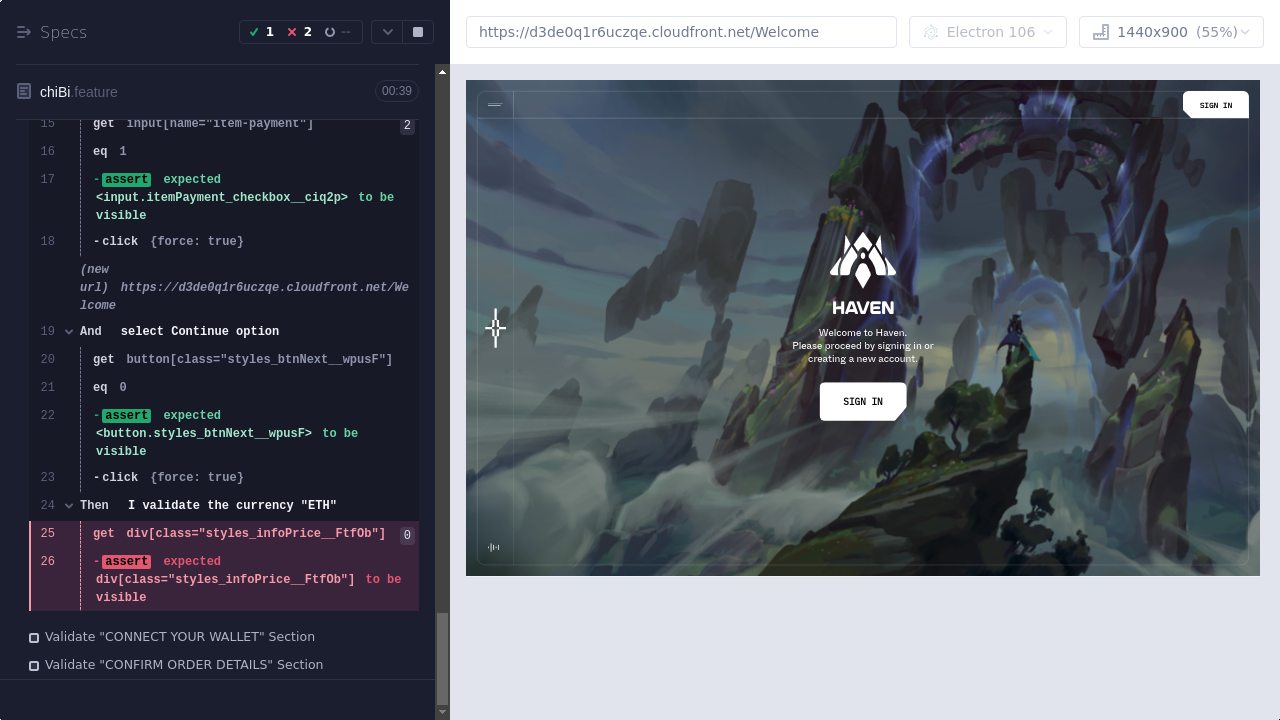 Specs
1
2
--
chiBi.feature
00:39
15 get input[name="item-payment"] 2
16 eq 1
17 -assert expected
<input.itemPayment_checkbox__ciq2p> to be
visible
18 -click {force: true}
(new
url) https://d3de0q1r6uczqe.cloudfront.net/We
lcome
19 And select Continue option
20 get button[class="styles_btnNext__wpusF"]
21 eq 0
22 -assert expected
<button.styles_btnNext__wpusF> to be
visible
23 -click {force: true}
24 Then I validate the currency "ETH"
25 get div[class="styles_infoPrice__FtfOb"] 0
26 -assert expected
div[class="styles_infoPrice__FtfOb"] to be
visible
Validate "CONNECT YOUR WALLET" Section
Validate "CONFIRM ORDER DETAILS" Section
https://d3de0q1r6uczqe.cloudfront.net/Welcome
Electron 106
1440x900 (55%)
SIGN IN
HAVEN
Welcome to Haven.
Please proceed by signing in or
creating a new account.
SIGN IN